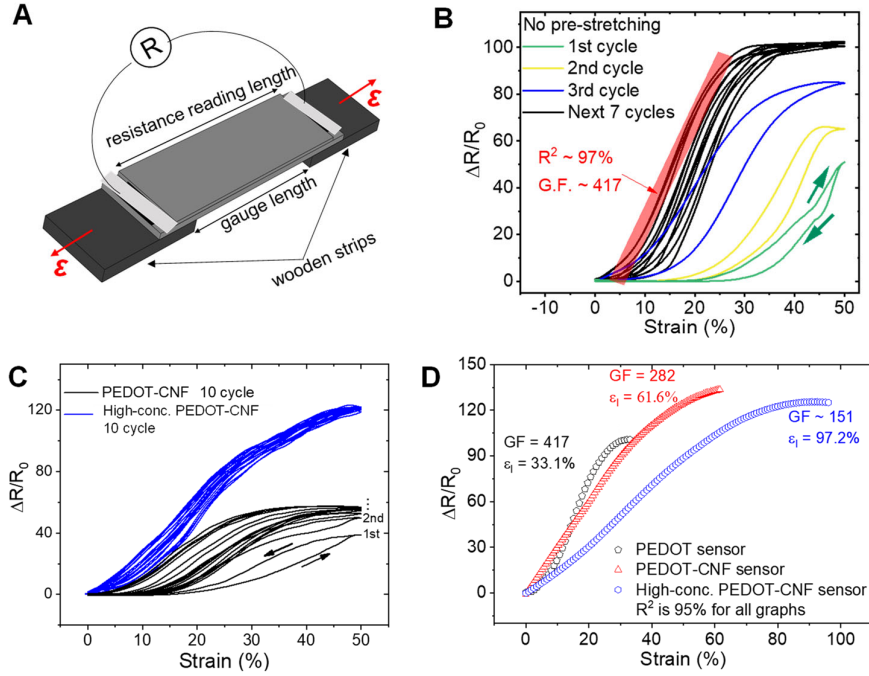 A
R
resistance reading length
gauge length
ε
ε
wooden strips
B
No pre-stretching
1st cycle
2nd cycle
3rd cycle
Next 7 cycles
R² ~ 97%
G.F. ~ 417
ΔR/R₀
100
80
60
40
20
0
-10 0 10 20 30 40 50
Strain (%)
C
PEDOT-CNF 10 cycle
High-conc. PEDOT-CNF
10 cycle
2nd
1st
ΔR/R₀
120
80
40
0
0 10 20 30 40 50
Strain (%)
D
GF = 282
εₗ = 61.6%
GF = 417
εₗ = 33.1%
GF ~ 151
εₗ = 97.2%
PEDOT sensor
PEDOT-CNF sensor
High-conc. PEDOT-CNF sensor
R² is 95% for all graphs
ΔR/R₀
150
135
120
90
60
30
0
0 20 40 60 80 100
Strain (%)